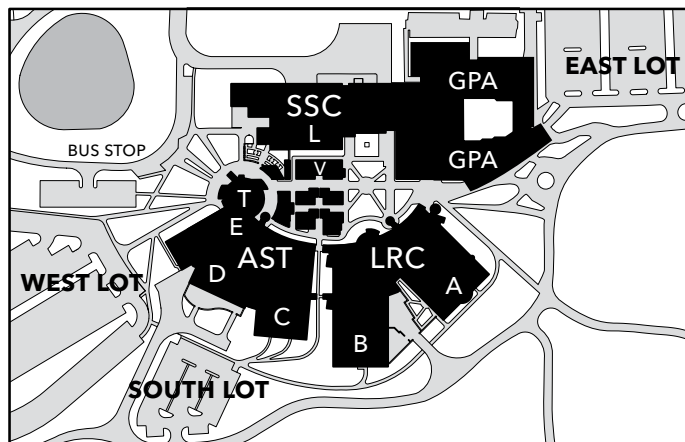 EAST LOT
GPA
SSC
L
BUS STOP
GPA
V
T
E
AST
LRC
WEST LOT
D
A
C
B
SOUTH LOT